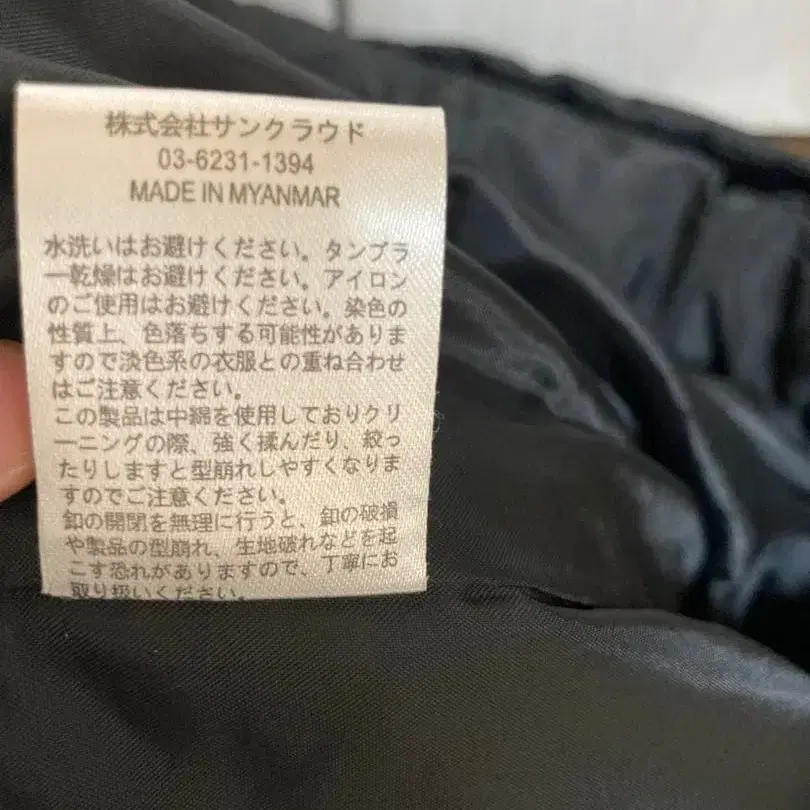 株式会社サンクラウド
03-6231-1394
MADE IN MYANMAR
水洗いはお避けください。タンブラ
ー乾燥はお避けください。アイロン
のご使用はお避けください。染色の
性質上、色落ちする可能性がありま
すので淡色系の衣服との重ね合わせ
はご注意ください。
この製品は中綿を使用しておりクリ
ーニングの際、強く揉んだり、絞っ
たりしますと型崩れしやすくなりま
すのでご注意ください。
釦の開閉を無理に行うと、釦の破損
や製品の型崩れ、生地破れなどを起
こす恐れがありますので、丁寧にお
取り扱いください。